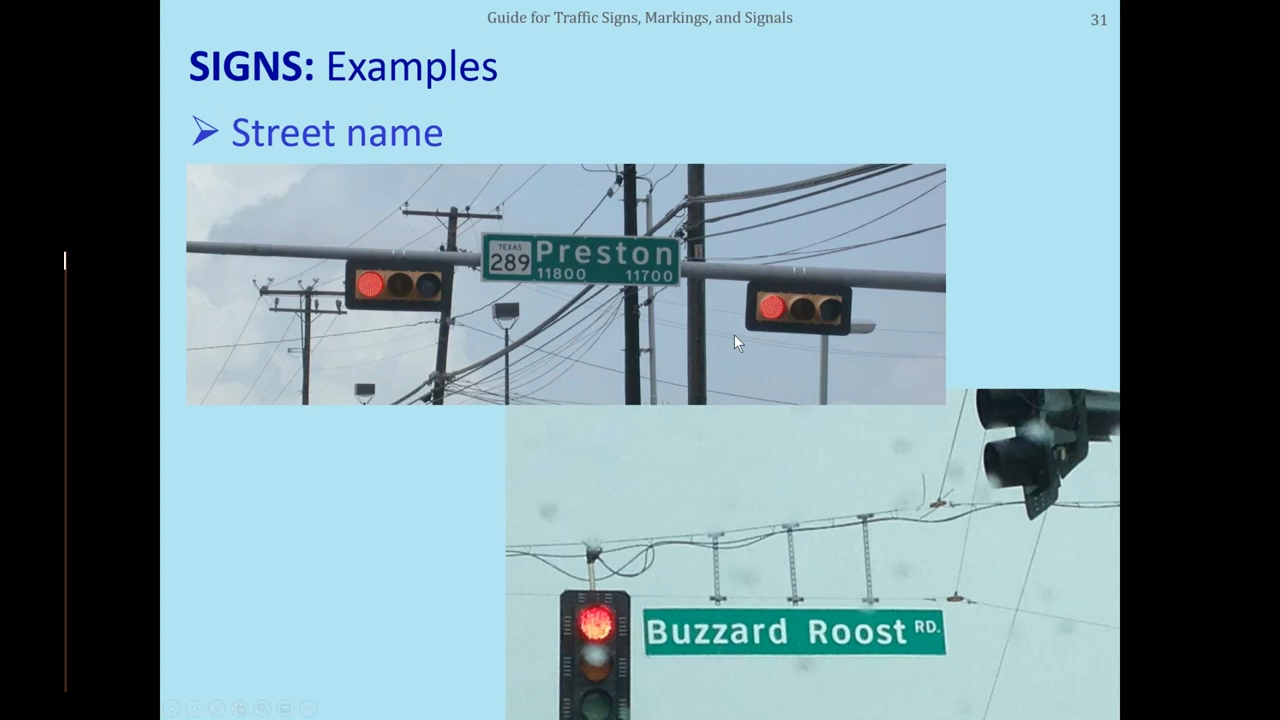 Guide for Traffic Signs, Markings, and Signals
31
SIGNS: Examples
Street name
TEXAS
289
Preston
11800 11700
Buzzard Roost RD.